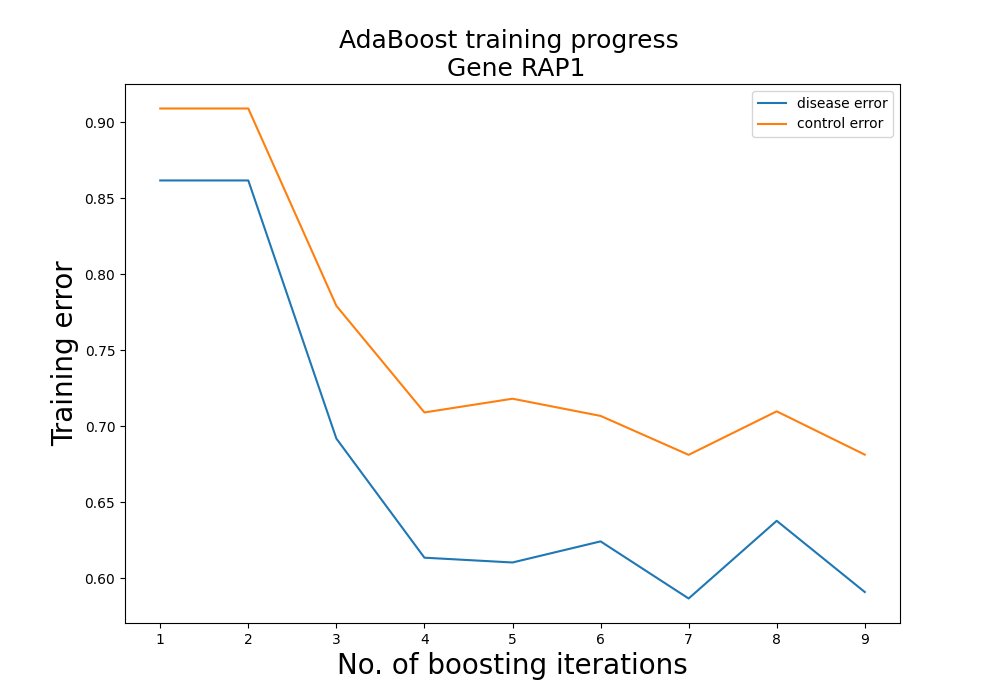 AdaBoost training progress
Gene RAP1
disease error
control error
Training error
0.90
0.85
0.80
0.75
0.70
0.65
0.60
1 2 3 4 5 6 7 8 9
No. of boosting iterations